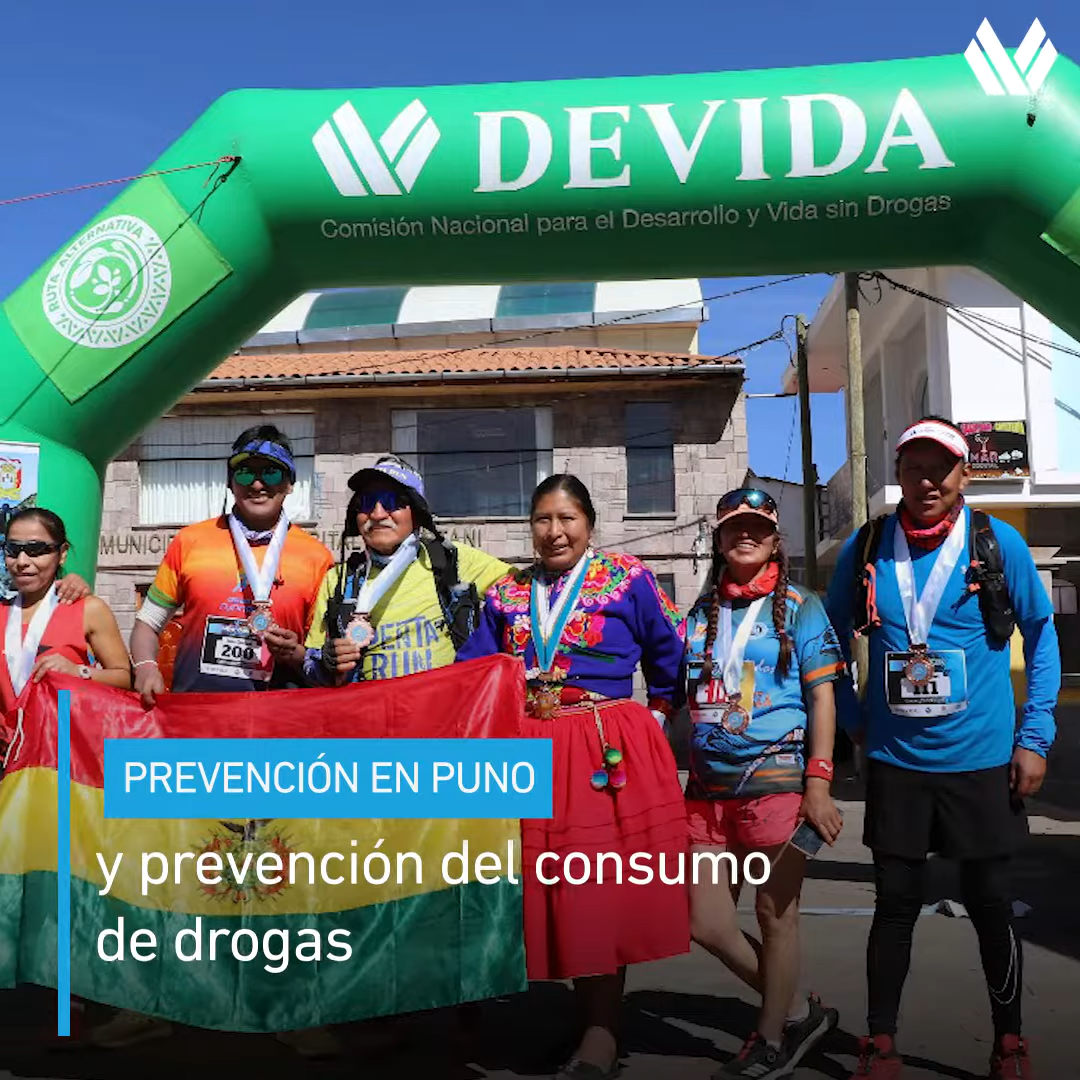 DEVIDA
Comisión Nacional para el Desarrollo y Vida sin Drogas
RUTA ALTERNATIVA
200
111
PREVENCIÓN EN PUNO
y prevención del consumo
de drogas